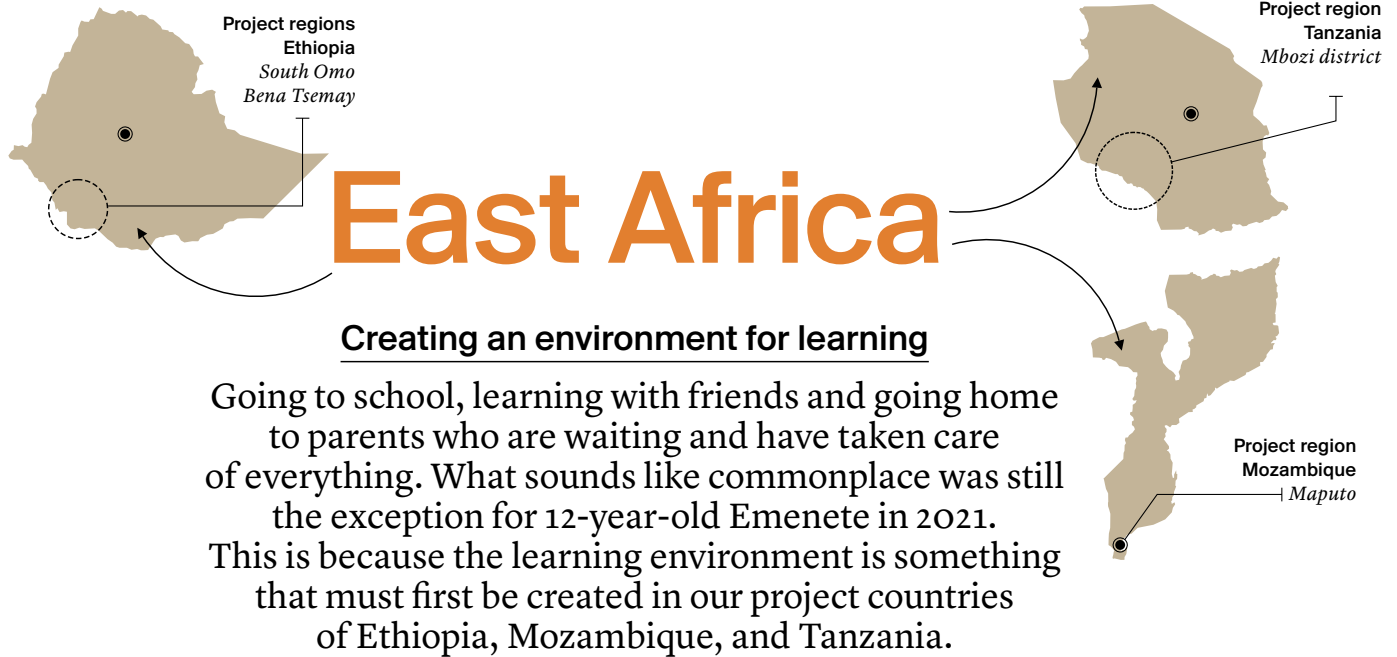 Project regions
Ethiopia
South Omo
Bena Tsemay
Project region
Tanzania
Mbozi district
East Africa
Creating an environment for learning
Going to school, learning with friends and going home
to parents who are waiting and have taken care
of everything. What sounds like commonplace was still
the exception for 12-year-old Emenete in 2021.
This is because the learning environment is something
that must first be created in our project countries
of Ethiopia, Mozambique, and Tanzania.
Project region
Mozambique
Maputo